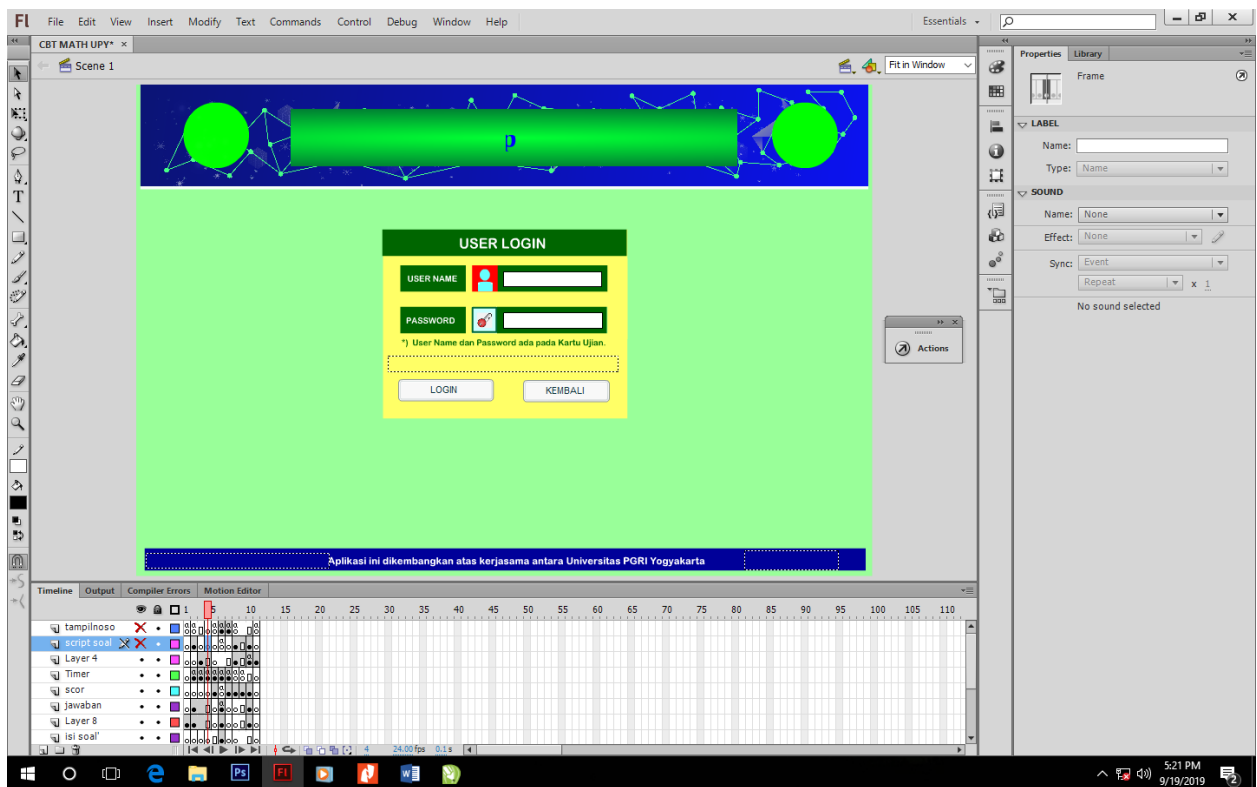 Fl File Edit View Insert Modify Text Commands Control Debug Window Help Essentials
CBT MATH UPY* ×
Scene 1 Fit in Window
p
USER LOGIN
USER NAME
PASSWORD
*) User Name dan Password ada pada Kartu Ujian.
LOGIN KEMBALI
Aplikasi ini dikembangkan atas kerjasama antara Universitas PGRI Yogyakarta
Actions
Properties Library
Frame
LABEL
Name:
Type: Name
SOUND
Name: None
Effect: None
Sync: Event
Repeat x 1
No sound selected
Timeline Output Compiler Errors Motion Editor
1 5 10 15 20 25 30 35 40 45 50 55 60 65 70 75 80 85 90 95 100 105 110
tampilnoso
script soal
Layer 4
Timer
scor
jawaban
Layer 8
isi soal'
4 24.00 fps 0.1 s
Ps Fl W
5:21 PM
9/19/2019
2